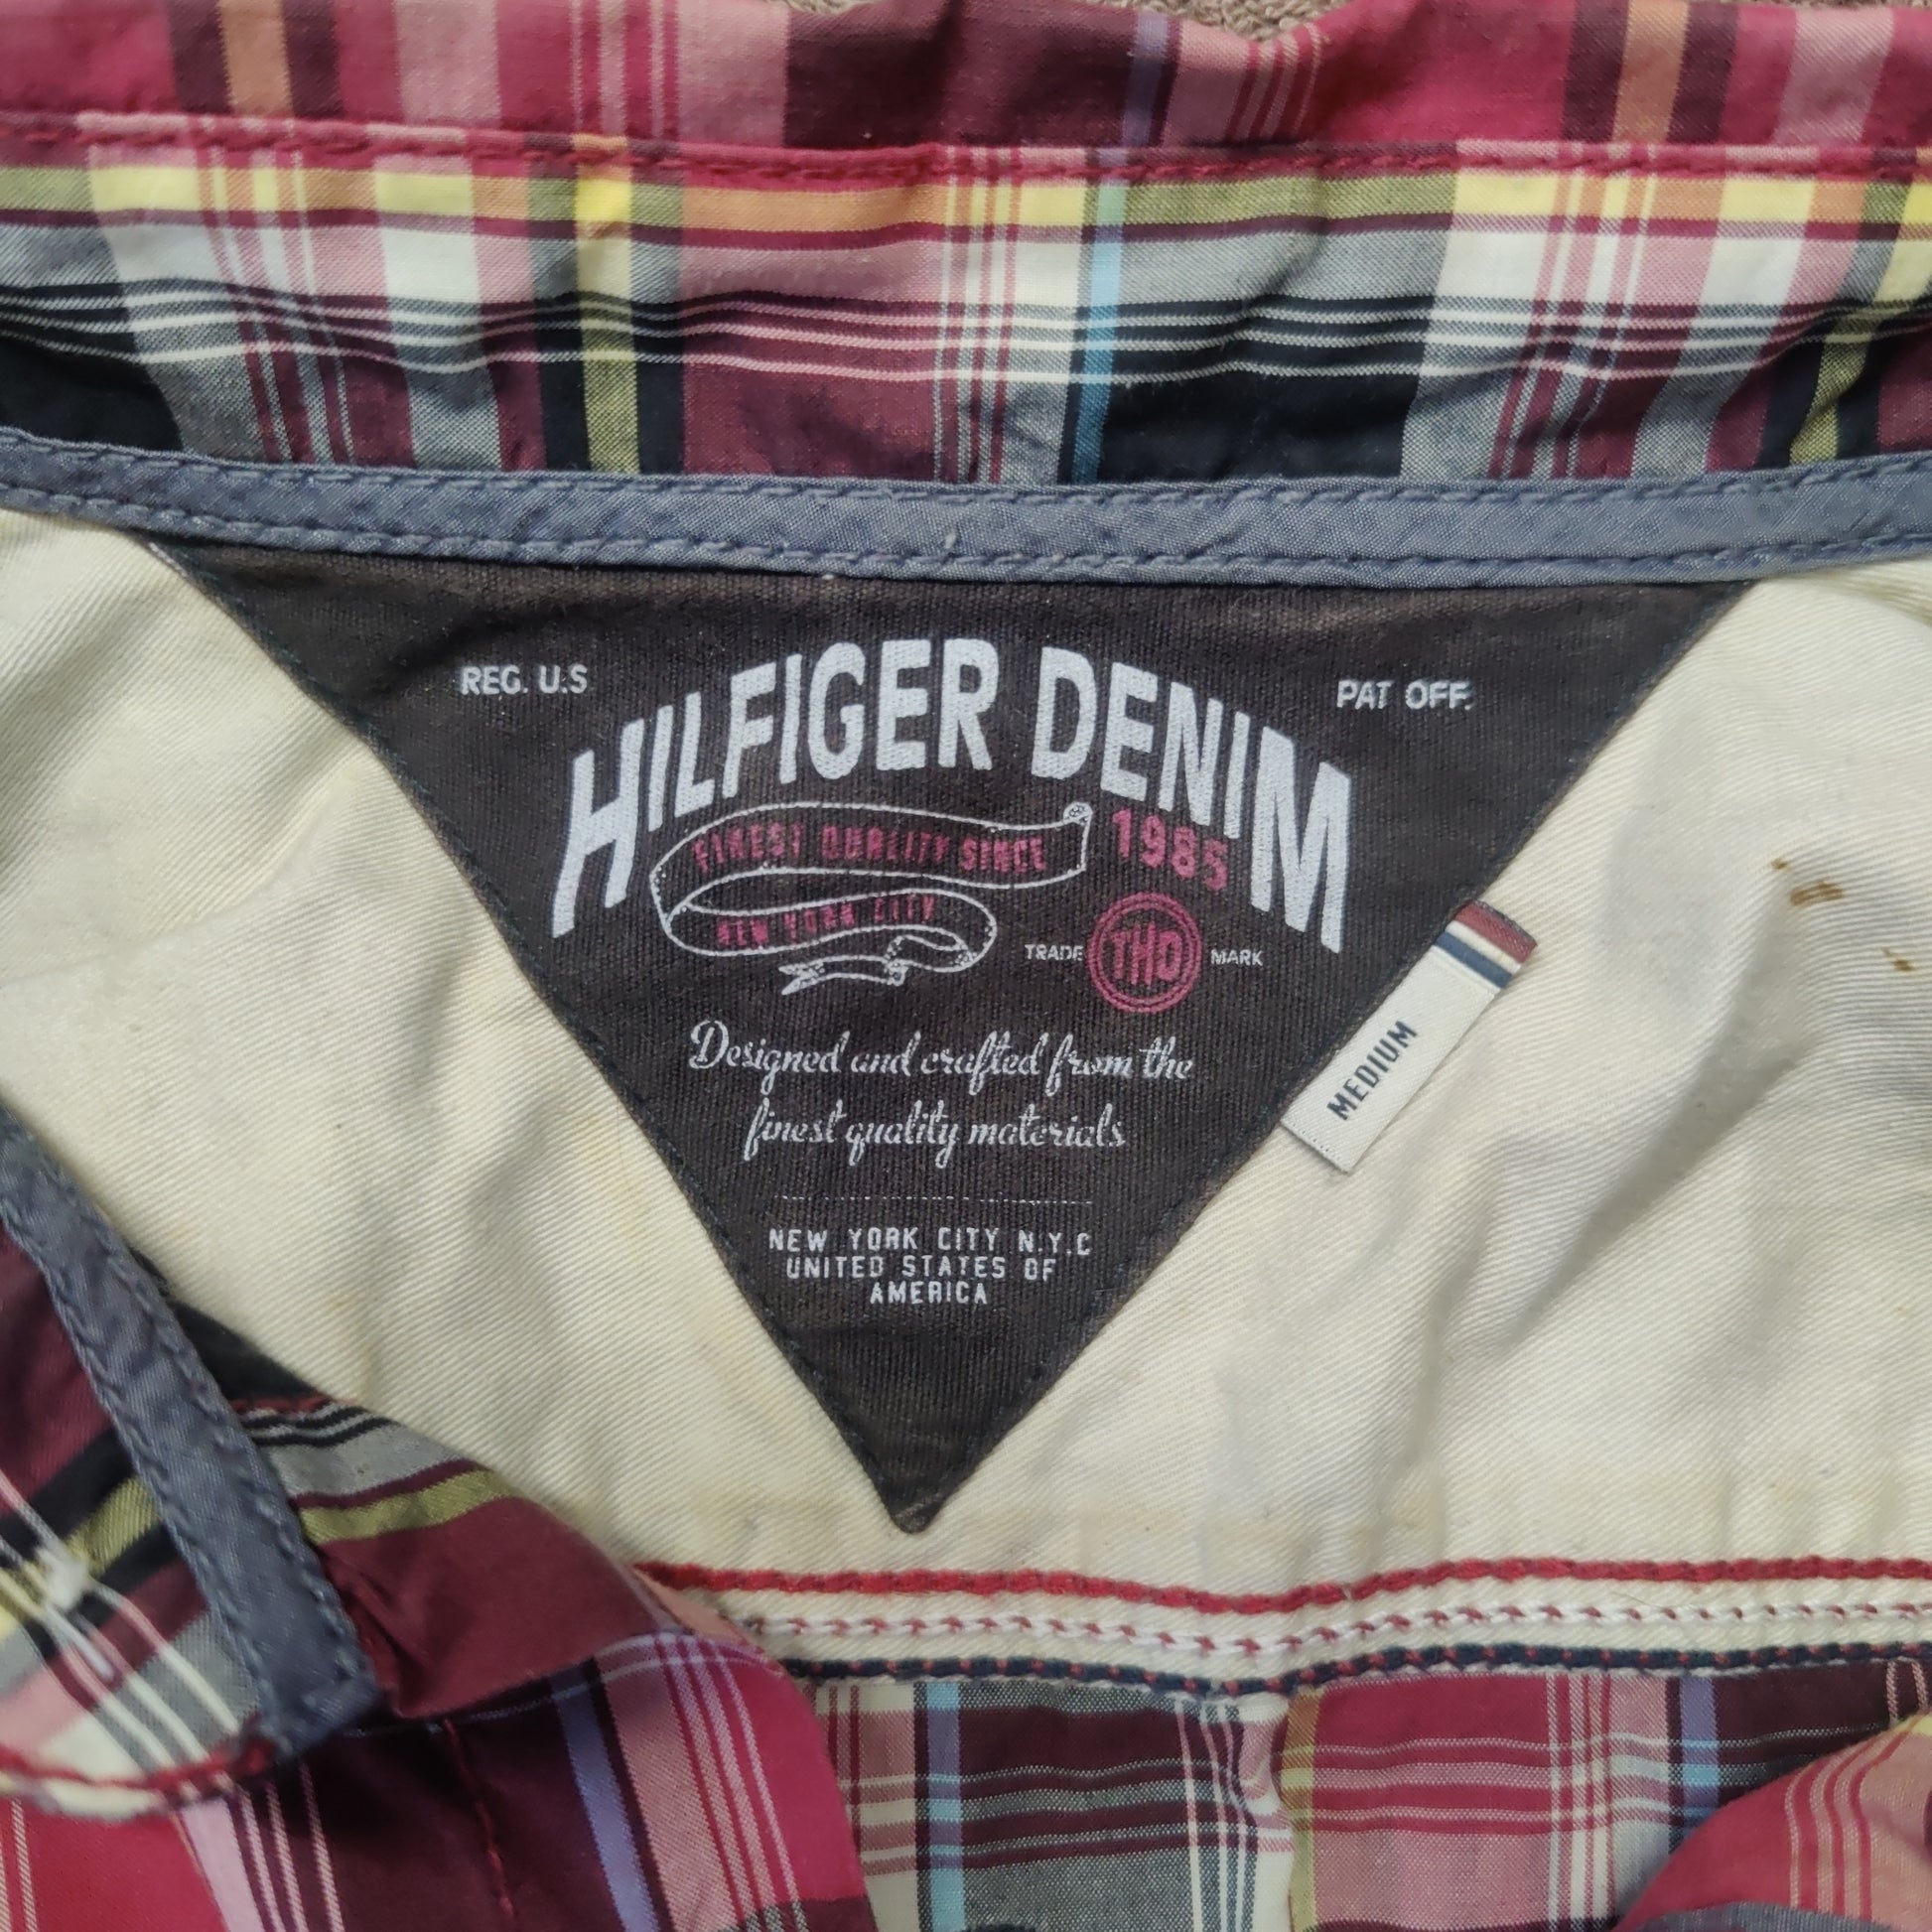 REG. U.S
PAT OFF.
HILFIGER DENIM
FINEST QUALITY SINCE
1985
NEW YORK CITY
TRADE
THD
MARK
Designed and crafted from the
finest quality materials
NEW YORK CITY N.Y.C
UNITED STATES OF
AMERICA
MEDIUM